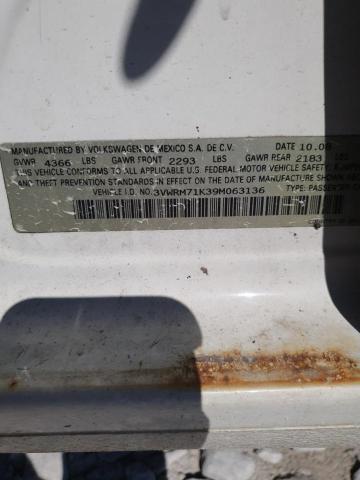 MANUFACTURED BY VOLKSWAGEN DE MEXICO S.A. DE C.V. DATE 10.08
GVWR 4366 LBS GAWR FRONT 2293 LBS GAWR REAR 2183 LBS
THIS VEHICLE CONFORMS TO ALL APPLICABLE U.S. FEDERAL MOTOR VEHICLE SAFETY,
AND THEFT PREVENTION STANDARDS IN EFFECT ON THE DATE OF MANUFACTURE SHOWN
VEHICLE I.D. NO. 3VWRM71K39M063136 TYPE: